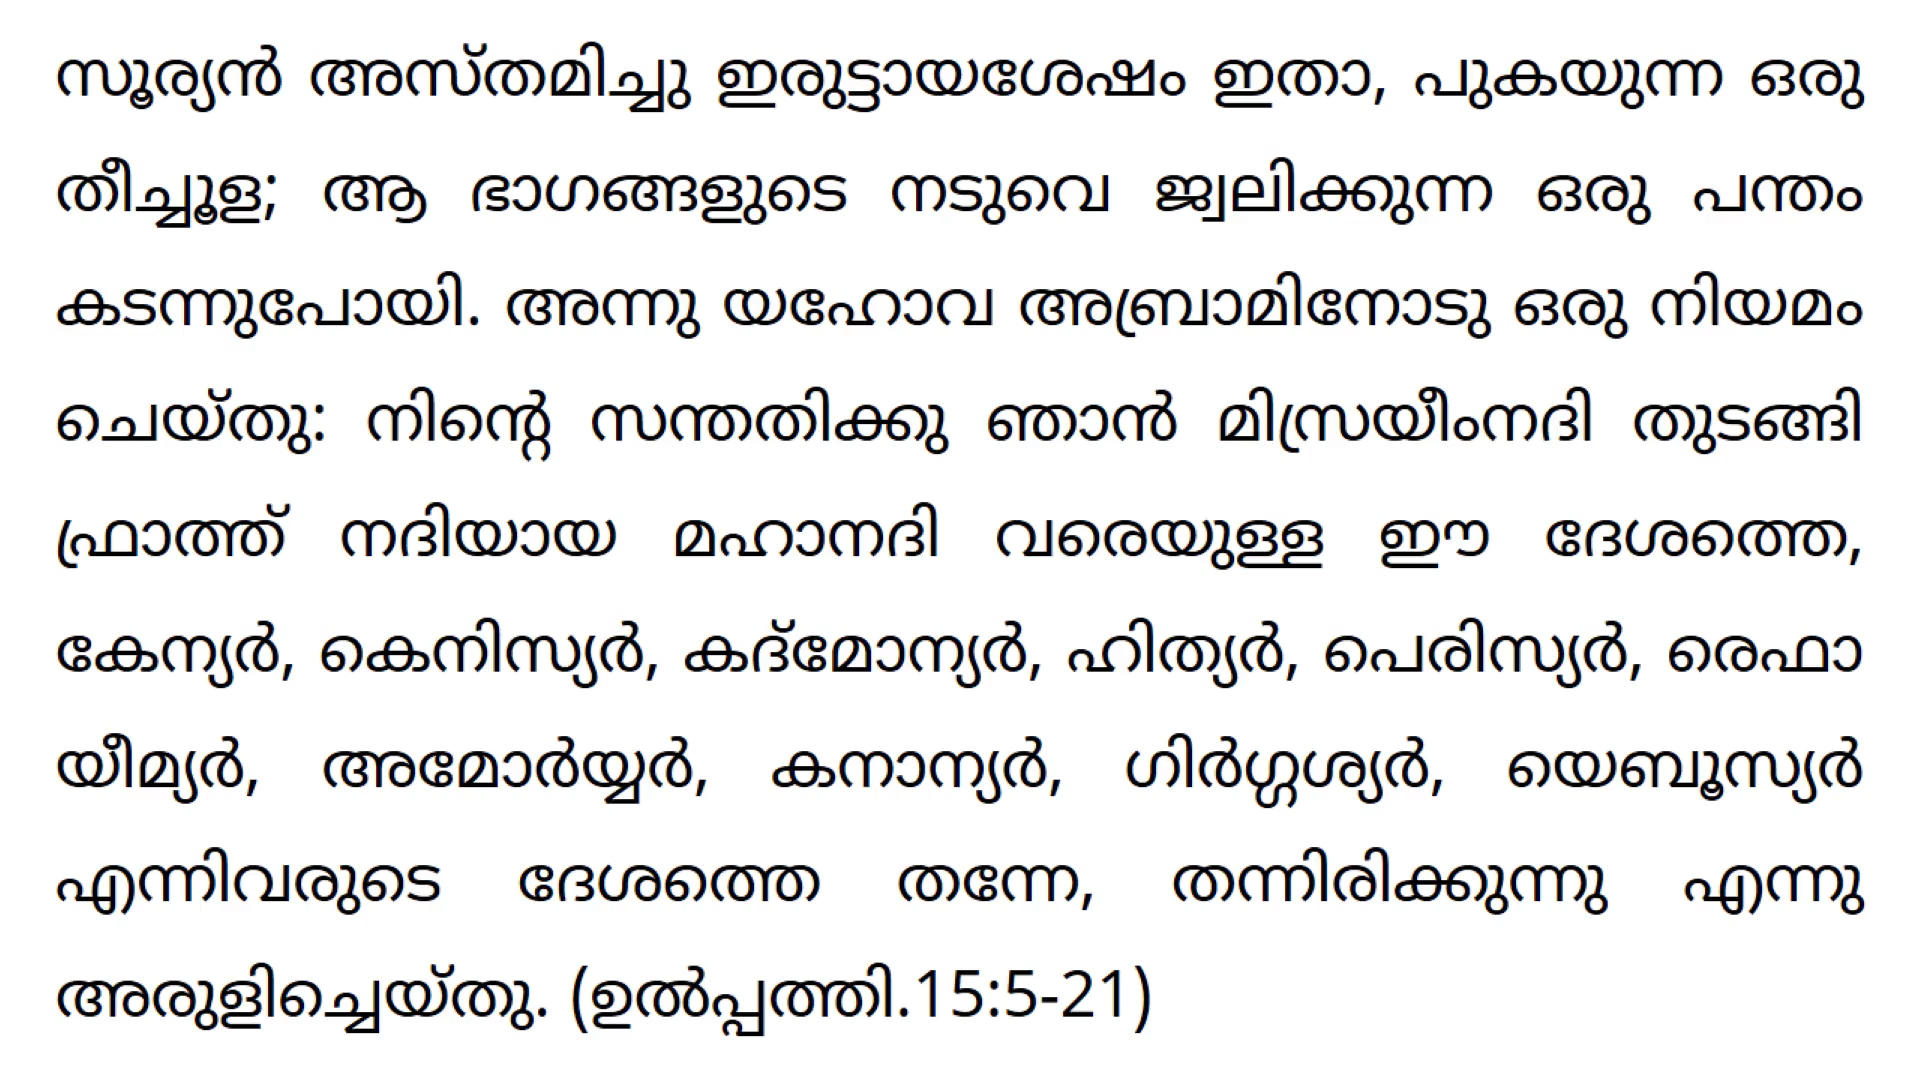 സൂര്യൻ അസ്തമിച്ചു ഇരുട്ടായശേഷം ഇതാ, പുകയുന്ന ഒരു
തീച്ചൂള; ആ ഭാഗങ്ങളുടെ നടുവെ ജ്വലിക്കുന്ന ഒരു പന്തം
കടന്നുപോയി. അന്നു യഹോവ അബ്രാമിനോടു ഒരു നിയമം
ചെയ്തു: നിന്റെ സന്തതിക്കു ഞാൻ മിസ്രയീംനദി തുടങ്ങി
ഫ്രാത്ത് നദിയായ മഹാനദി വരെയുള്ള ഈ ദേശത്തെ,
കേന്യർ, കെനിസ്യർ, കദ്മോന്യർ, ഹിത്യർ, പെരിസ്യർ, രെഫാ
യീമ്യർ, അമോർയ്യർ, കനാന്യർ, ഗിർഗ്ഗശ്യർ, യെബൂസ്യർ
എന്നിവരുടെ ദേശത്തെ തന്നേ, തന്നിരിക്കുന്നു എന്നു
അരുളിച്ചെയ്തു. (ഉൽപ്പത്തി.15:5-21)